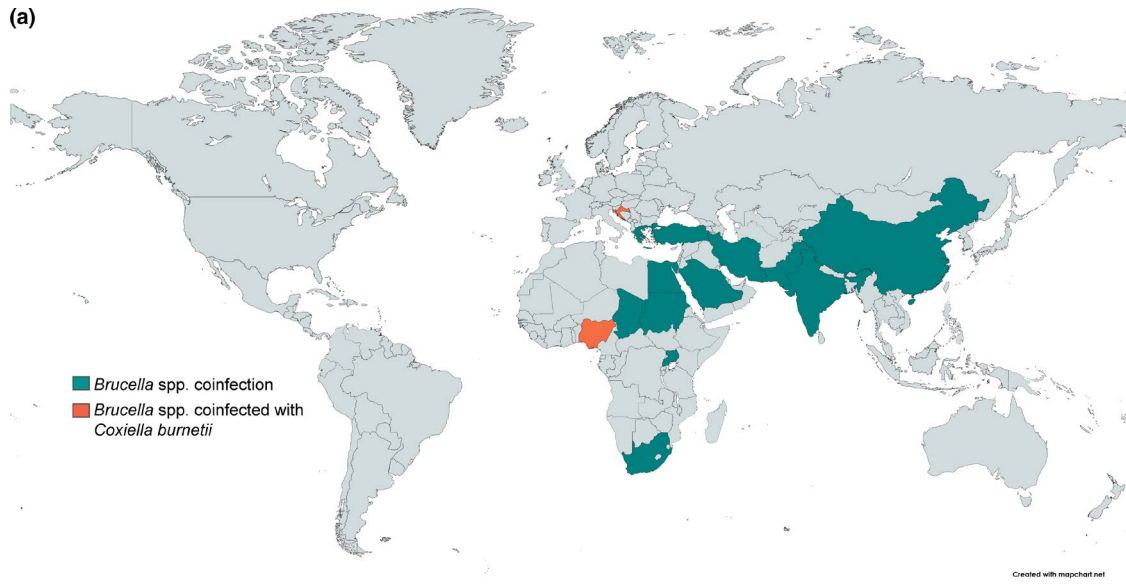 (a)
Brucella spp. coinfection
Brucella spp. coinfected with
Coxiella burnetii
Created with mapchart.net